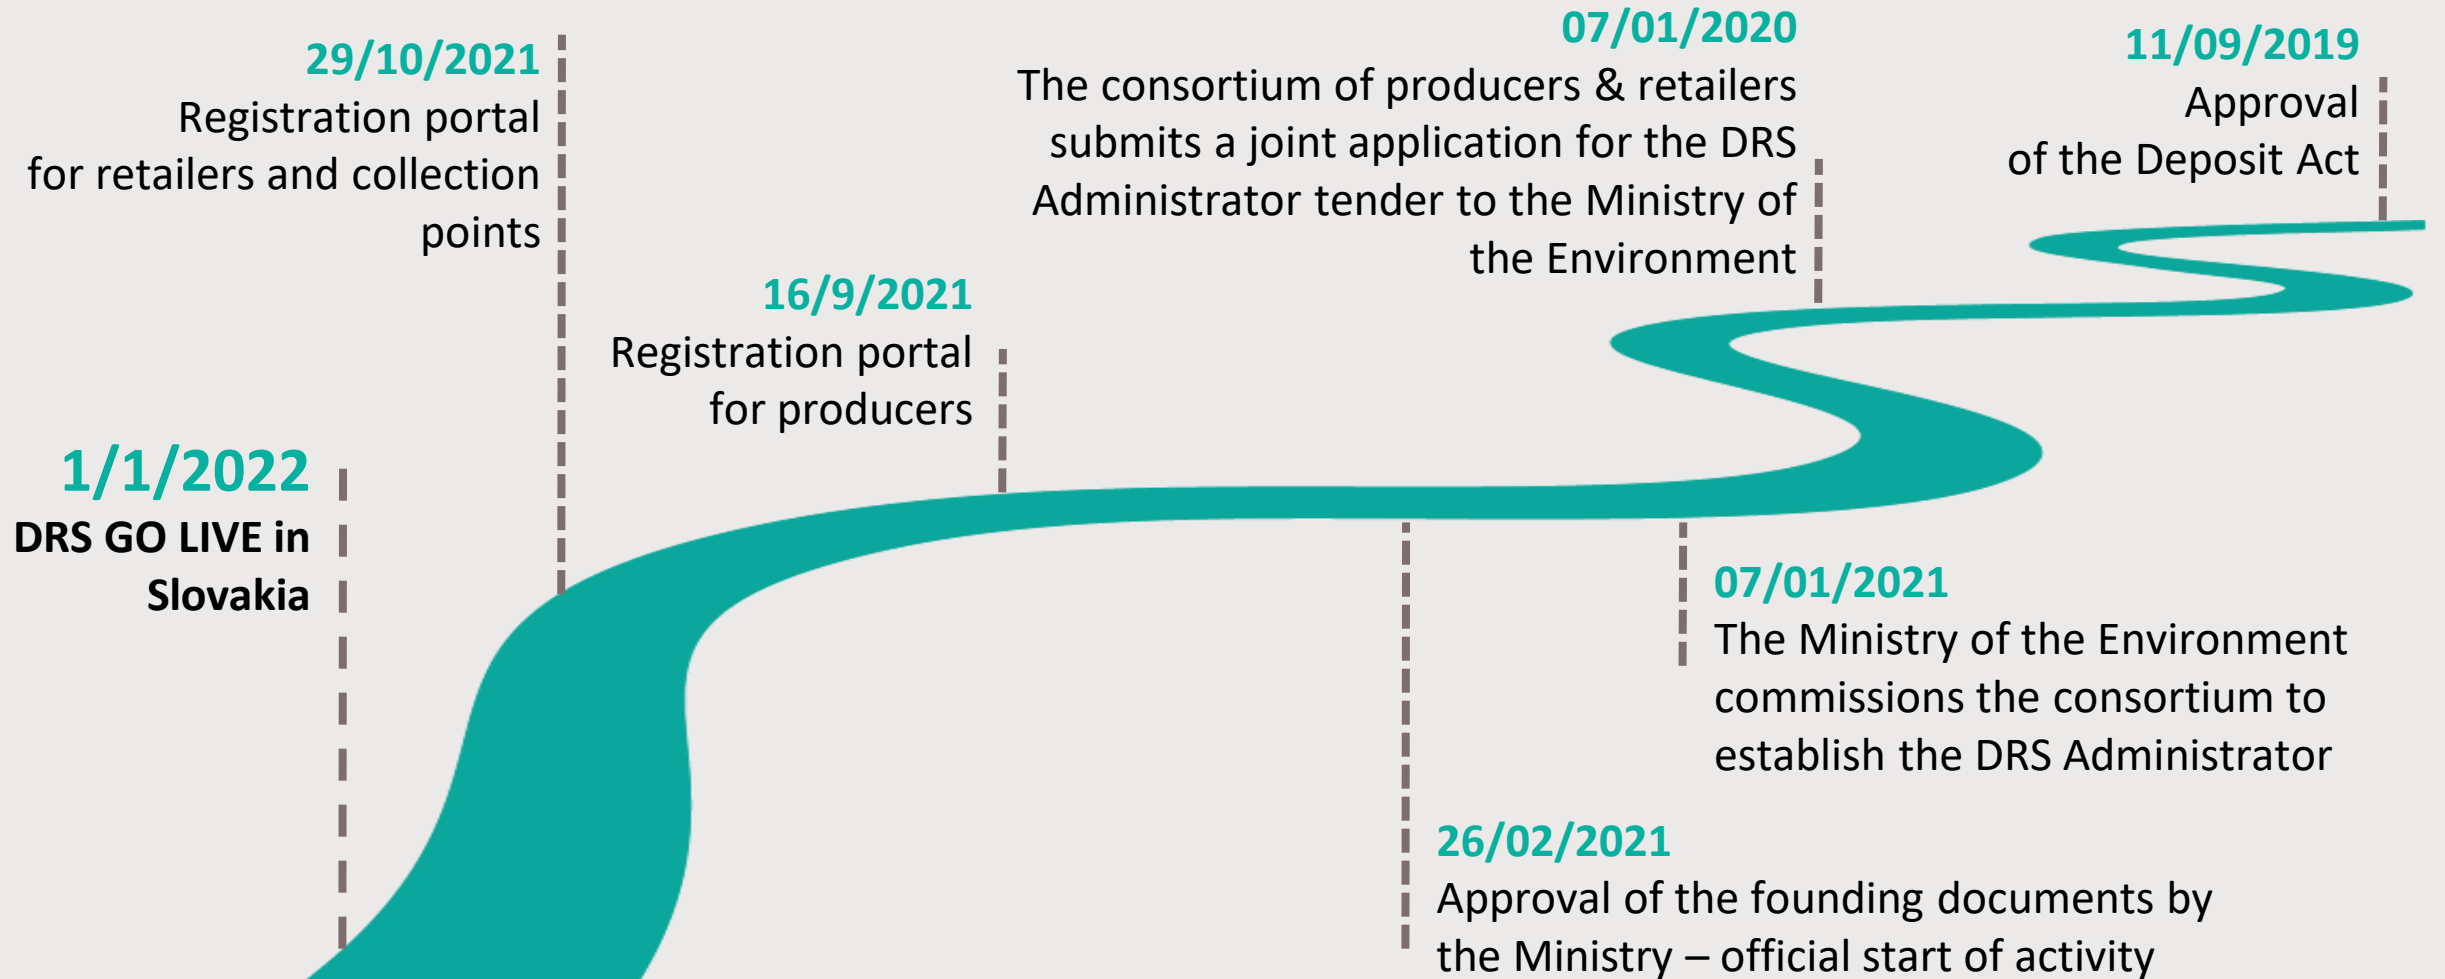 29/10/2021
Registration portal
for retailers and collection
points
07/01/2020
The consortium of producers & retailers
submits a joint application for the DRS
Administrator tender to the Ministry of
the Environment
11/09/2019
Approval
of the Deposit Act
16/9/2021
Registration portal
for producers
1/1/2022
DRS GO LIVE in
Slovakia
07/01/2021
The Ministry of the Environment
commissions the consortium to
establish the DRS Administrator
26/02/2021
Approval of the founding documents by
the Ministry – official start of activity